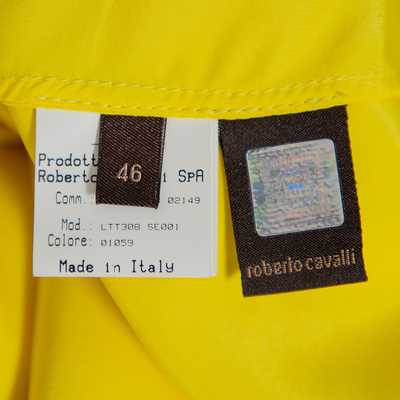 Prodott
Roberto i SpA
46
Comm.: 02149
Mod.: LTT308 SE001
Colore: 01059
Made in Italy
roberto cavalli